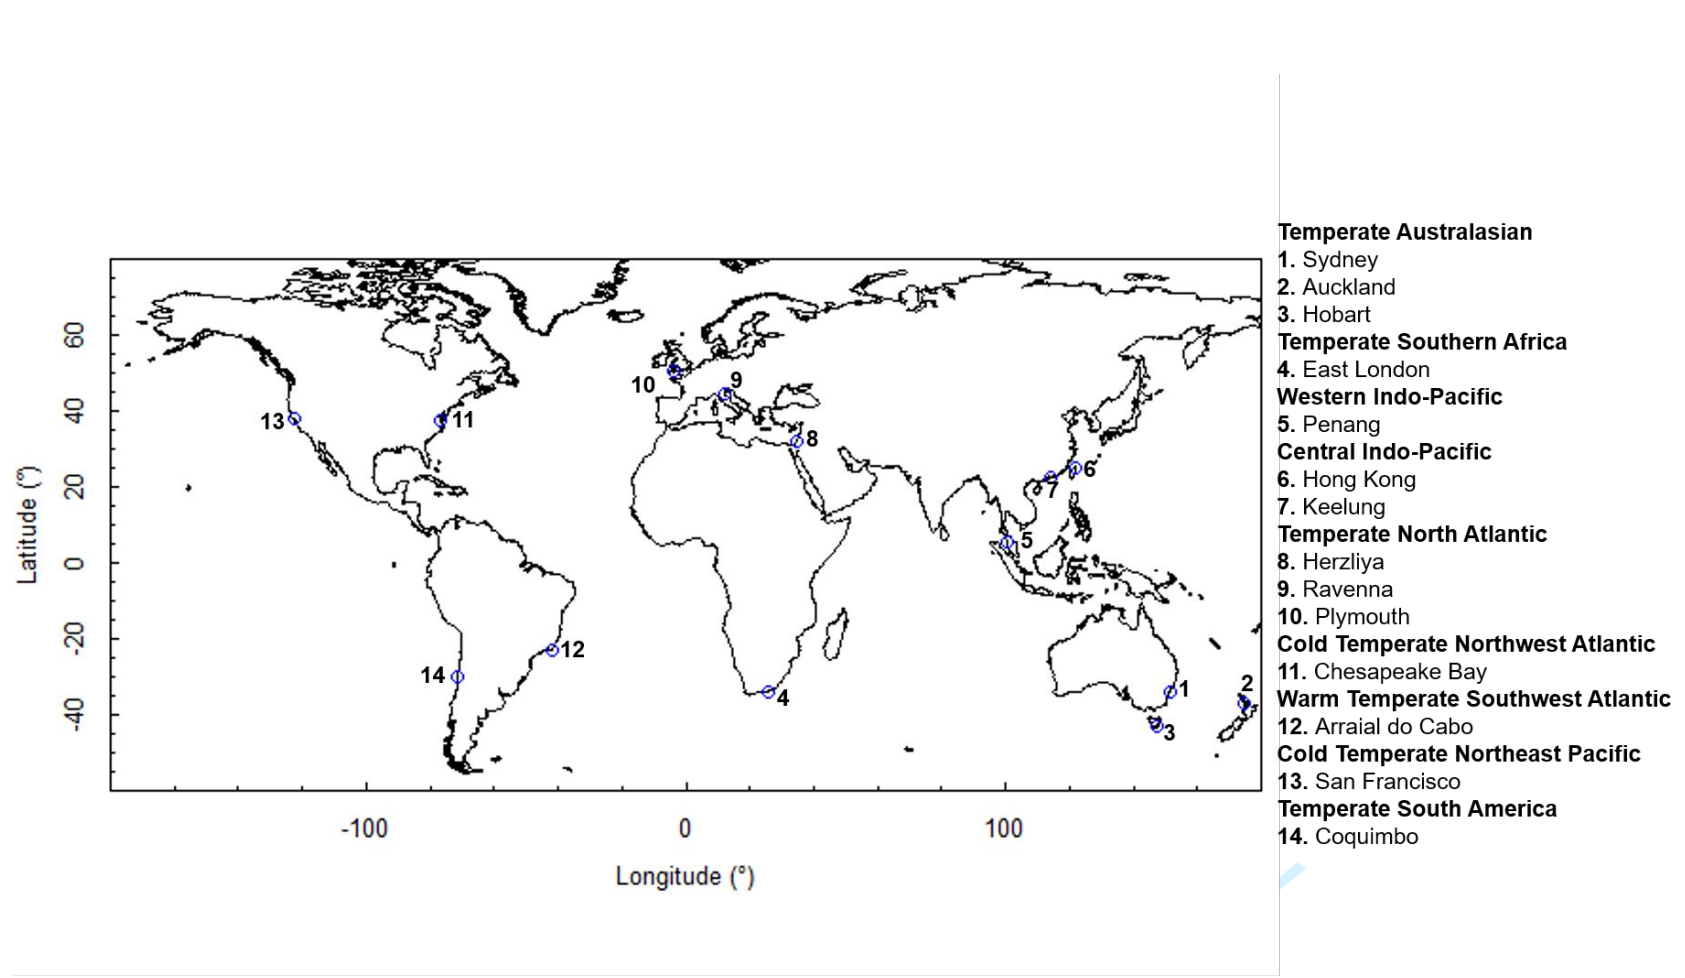 60
40
20
0
-20
-40
Latitude (°)
-100
0
100
Longitude (°)
10
9
13
11
8
6
7
5
12
14
4
1
2
3
Temperate Australasian
1. Sydney
2. Auckland
3. Hobart
Temperate Southern Africa
4. East London
Western Indo-Pacific
5. Penang
Central Indo-Pacific
6. Hong Kong
7. Keelung
Temperate North Atlantic
8. Herzliya
9. Ravenna
10. Plymouth
Cold Temperate Northwest Atlantic
11. Chesapeake Bay
Warm Temperate Southwest Atlantic
12. Arraial do Cabo
Cold Temperate Northeast Pacific
13. San Francisco
Temperate South America
14. Coquimbo